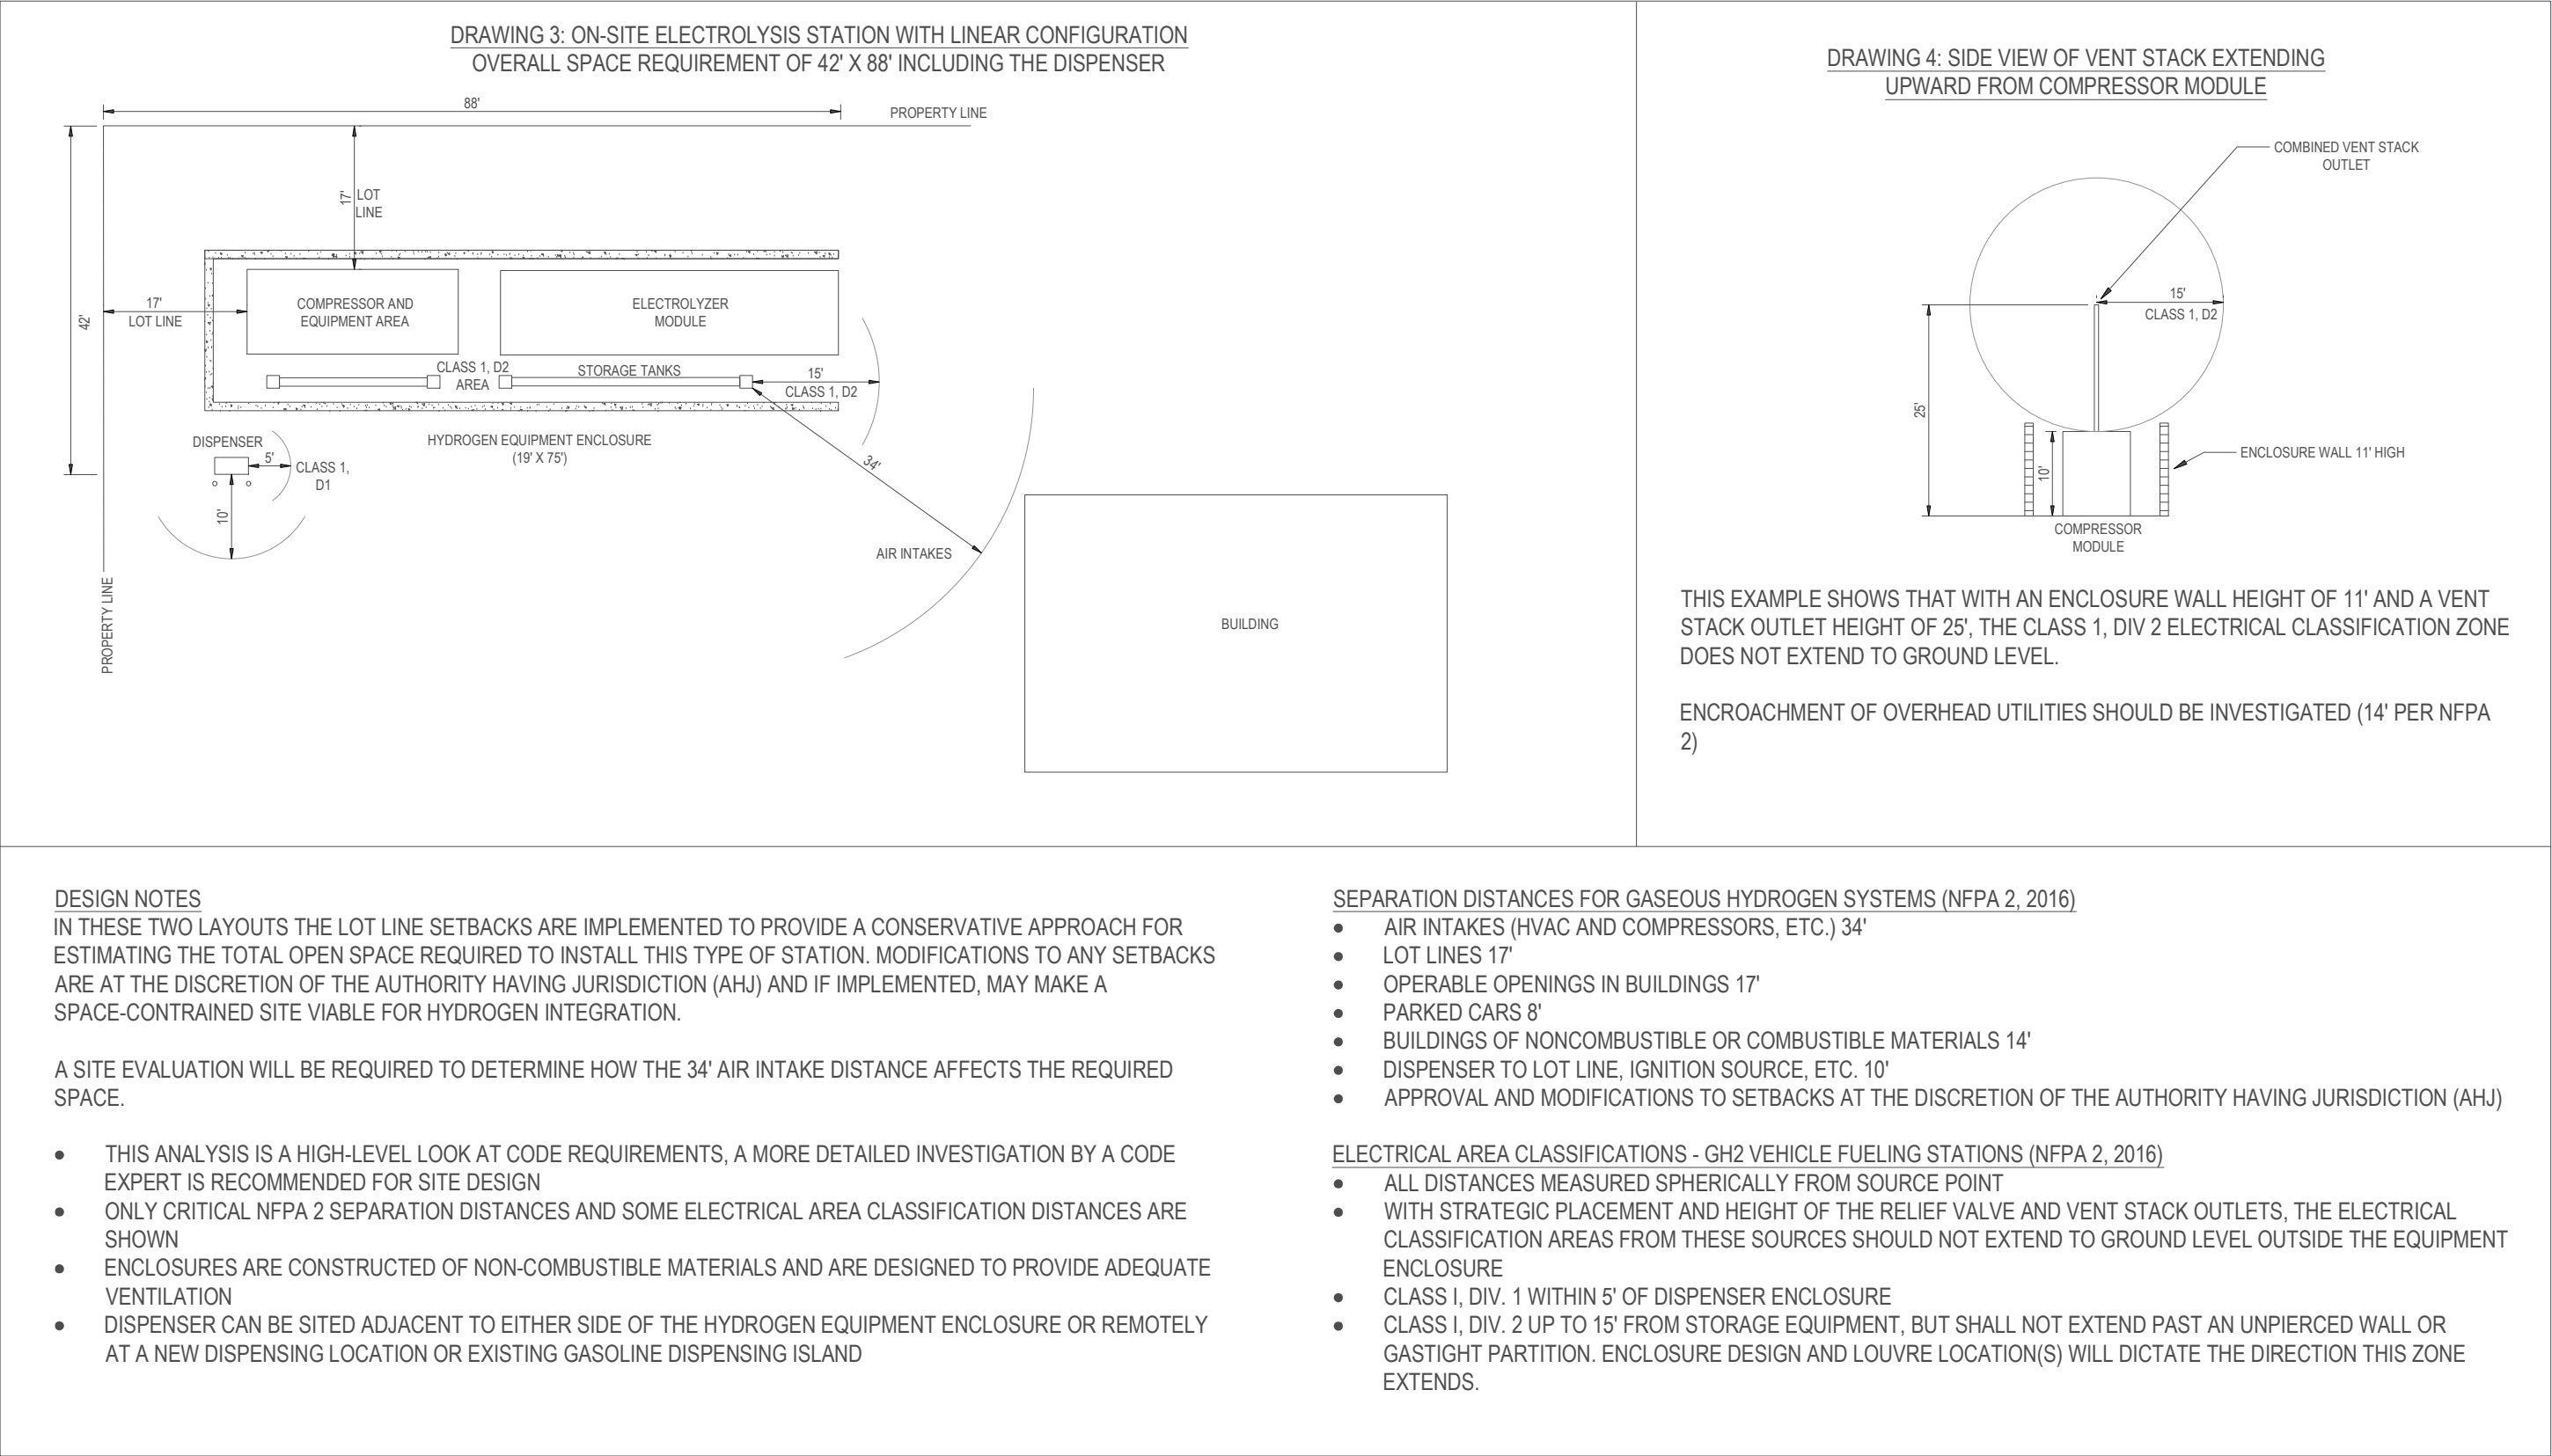 DRAWING 3: ON-SITE ELECTROLYSIS STATION WITH LINEAR CONFIGURATION
OVERALL SPACE REQUIREMENT OF 42' X 88' INCLUDING THE DISPENSER
88'
PROPERTY LINE
17'
LOT
LINE
42'
17'
LOT LINE
COMPRESSOR AND
EQUIPMENT AREA
ELECTROLYZER
MODULE
CLASS 1, D2
AREA
STORAGE TANKS
15'
CLASS 1, D2
DISPENSER
5'
CLASS 1,
D1
10'
HYDROGEN EQUIPMENT ENCLOSURE
(19' X 75')
34'
AIR INTAKES
BUILDING
PROPERTY LINE
DRAWING 4: SIDE VIEW OF VENT STACK EXTENDING
UPWARD FROM COMPRESSOR MODULE
COMBINED VENT STACK
OUTLET
15'
CLASS 1, D2
25'
10'
ENCLOSURE WALL 11' HIGH
COMPRESSOR
MODULE
THIS EXAMPLE SHOWS THAT WITH AN ENCLOSURE WALL HEIGHT OF 11' AND A VENT
STACK OUTLET HEIGHT OF 25', THE CLASS 1, DIV 2 ELECTRICAL CLASSIFICATION ZONE
DOES NOT EXTEND TO GROUND LEVEL.
ENCROACHMENT OF OVERHEAD UTILITIES SHOULD BE INVESTIGATED (14' PER NFPA
2)
DESIGN NOTES
IN THESE TWO LAYOUTS THE LOT LINE SETBACKS ARE IMPLEMENTED TO PROVIDE A CONSERVATIVE APPROACH FOR
ESTIMATING THE TOTAL OPEN SPACE REQUIRED TO INSTALL THIS TYPE OF STATION. MODIFICATIONS TO ANY SETBACKS
ARE AT THE DISCRETION OF THE AUTHORITY HAVING JURISDICTION (AHJ) AND IF IMPLEMENTED, MAY MAKE A
SPACE-CONTRAINED SITE VIABLE FOR HYDROGEN INTEGRATION.
A SITE EVALUATION WILL BE REQUIRED TO DETERMINE HOW THE 34' AIR INTAKE DISTANCE AFFECTS THE REQUIRED
SPACE.
● THIS ANALYSIS IS A HIGH-LEVEL LOOK AT CODE REQUIREMENTS, A MORE DETAILED INVESTIGATION BY A CODE
EXPERT IS RECOMMENDED FOR SITE DESIGN
● ONLY CRITICAL NFPA 2 SEPARATION DISTANCES AND SOME ELECTRICAL AREA CLASSIFICATION DISTANCES ARE
SHOWN
● ENCLOSURES ARE CONSTRUCTED OF NON-COMBUSTIBLE MATERIALS AND ARE DESIGNED TO PROVIDE ADEQUATE
VENTILATION
● DISPENSER CAN BE SITED ADJACENT TO EITHER SIDE OF THE HYDROGEN EQUIPMENT ENCLOSURE OR REMOTELY
AT A NEW DISPENSING LOCATION OR EXISTING GASOLINE DISPENSING ISLAND
SEPARATION DISTANCES FOR GASEOUS HYDROGEN SYSTEMS (NFPA 2, 2016)
● AIR INTAKES (HVAC AND COMPRESSORS, ETC.) 34'
● LOT LINES 17'
● OPERABLE OPENINGS IN BUILDINGS 17'
● PARKED CARS 8'
● BUILDINGS OF NONCOMBUSTIBLE OR COMBUSTIBLE MATERIALS 14'
● DISPENSER TO LOT LINE, IGNITION SOURCE, ETC. 10'
● APPROVAL AND MODIFICATIONS TO SETBACKS AT THE DISCRETION OF THE AUTHORITY HAVING JURISDICTION (AHJ)
ELECTRICAL AREA CLASSIFICATIONS - GH2 VEHICLE FUELING STATIONS (NFPA 2, 2016)
● ALL DISTANCES MEASURED SPHERICALLY FROM SOURCE POINT
● WITH STRATEGIC PLACEMENT AND HEIGHT OF THE RELIEF VALVE AND VENT STACK OUTLETS, THE ELECTRICAL
CLASSIFICATION AREAS FROM THESE SOURCES SHOULD NOT EXTEND TO GROUND LEVEL OUTSIDE THE EQUIPMENT
ENCLOSURE
● CLASS I, DIV. 1 WITHIN 5' OF DISPENSER ENCLOSURE
● CLASS I, DIV. 2 UP TO 15' FROM STORAGE EQUIPMENT, BUT SHALL NOT EXTEND PAST AN UNPIERCED WALL OR
GASTIGHT PARTITION. ENCLOSURE DESIGN AND LOUVRE LOCATION(S) WILL DICTATE THE DIRECTION THIS ZONE
EXTENDS.